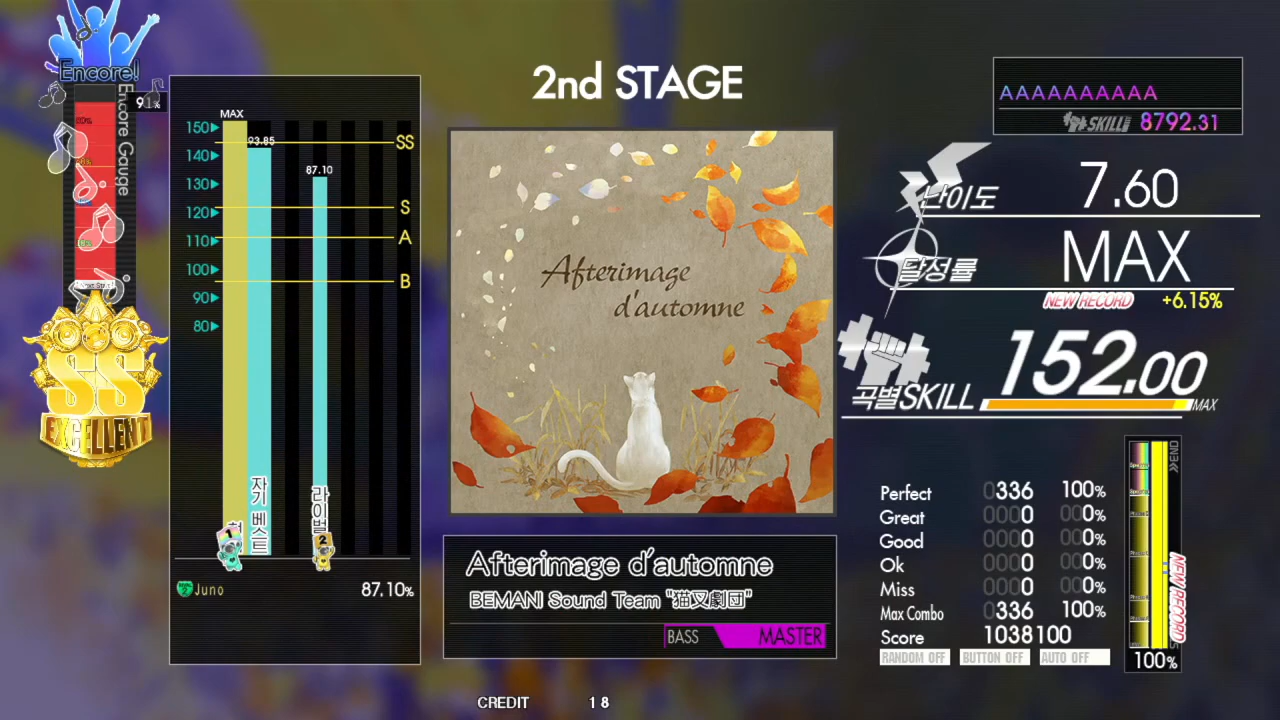 Encore!
2nd STAGE
91%
Encore Gauge
AAAAAAAAAA
SKILL 8792.31
MAX
93.85
87.10
150
140
130
120
110
100
90
80
SS
S
A
B
자기 베스트
라이벌
1
2
Juno 87.10%
SS
EXCELLENT
Afterimage
d'automne
Afterimage d'automne
BEMANI Sound Team "猫叉劇団"
BASS MASTER
난이도 7.60
달성률 MAX
NEW RECORD +6.15%
곡별SKILL 152.00
MAX
Perfect 0336 100%
Great 0000 000%
Good 0000 000%
Ok 0000 000%
Miss 0000 000%
Max Combo 0336 100%
Score 1038100
RANDOM OFF BUTTON OFF AUTO OFF
END
NEW RECORD
100%
CREDIT 18